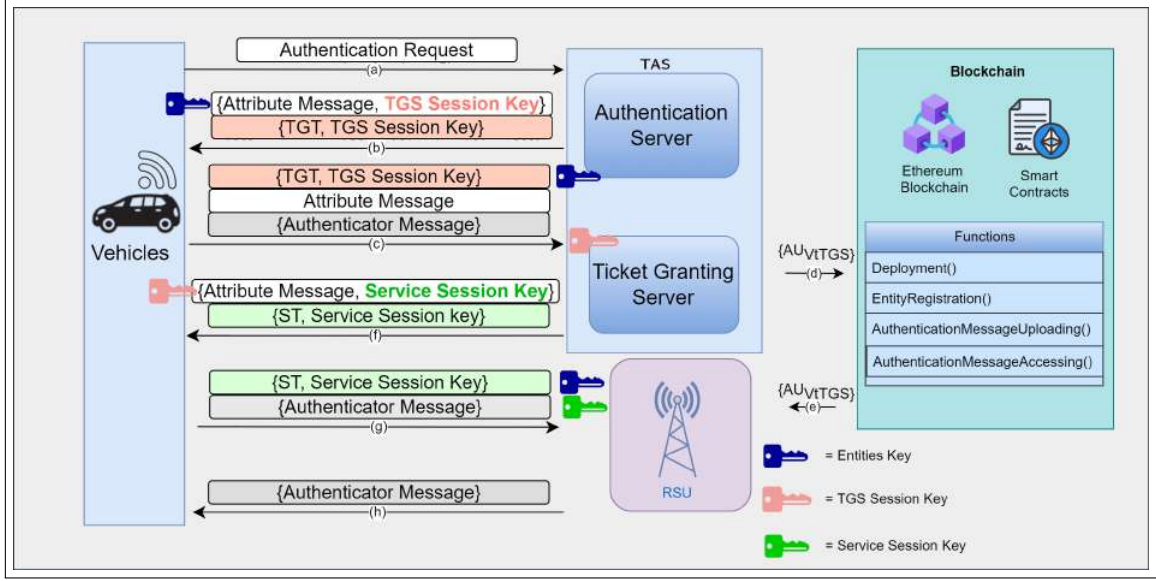 Authentication Request
(a)
{Attribute Message, TGS Session Key}
{TGT, TGS Session Key}
(b)
{TGT, TGS Session Key}
Attribute Message
{Authenticator Message}
(c)
Vehicles
{Attribute Message, Service Session Key}
{ST, Service Session key}
(f)
{ST, Service Session Key}
{Authenticator Message}
(g)
{Authenticator Message}
(h)
TAS
Authentication
Server
Ticket Granting
Server
RSU
{AUVtTGS}
(d)
{AUVtTGS}
(e)
Blockchain
Ethereum
Blockchain
Smart
Contracts
Functions
Deployment()
EntityRegistration()
AuthenticationMessageUploading()
AuthenticationMessageAccessing()
= Entities Key
= TGS Session Key
= Service Session Key